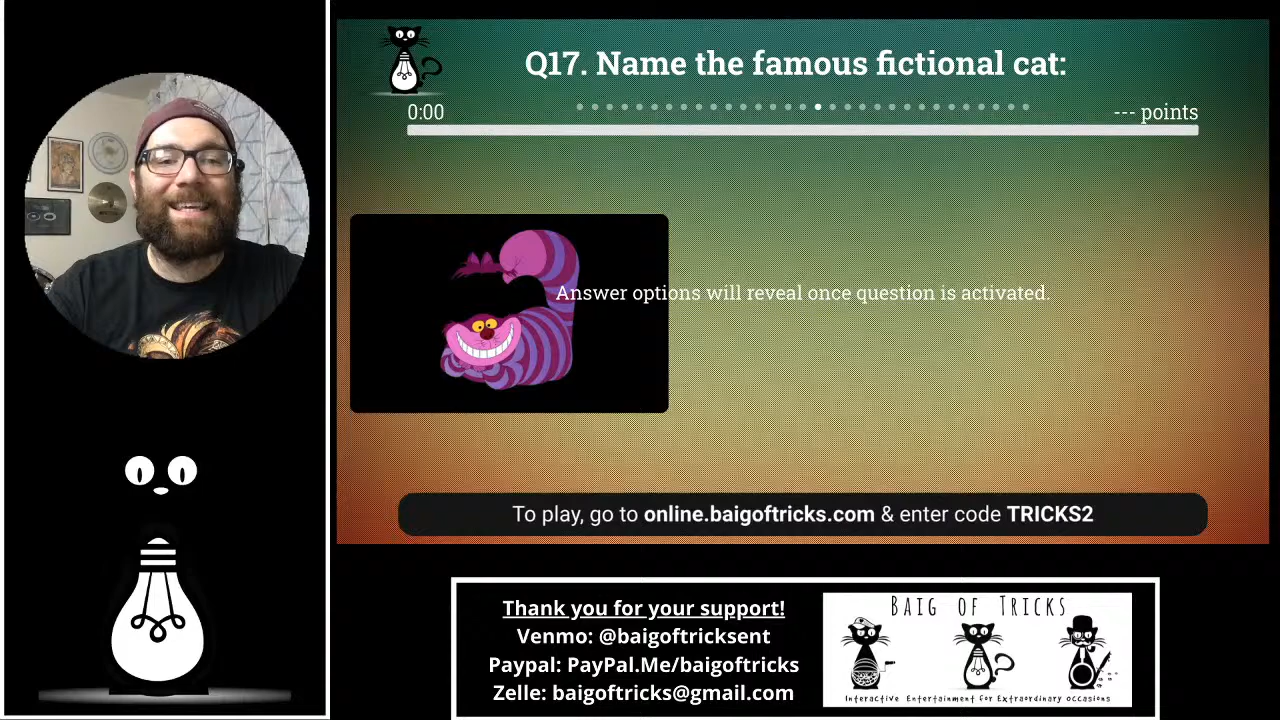 Q17. Name the famous fictional cat:
0:00
--- points
Answer options will reveal once question is activated.
To play, go to online.baigoftricks.com & enter code TRICKS2
Thank you for your support!
Venmo: @baigoftricksent
Paypal: PayPal.Me/baigoftricks
Zelle: baigoftricks@gmail.com
BAIG OF TRICKS
Interactive Entertainment for Extraordinary Occasions